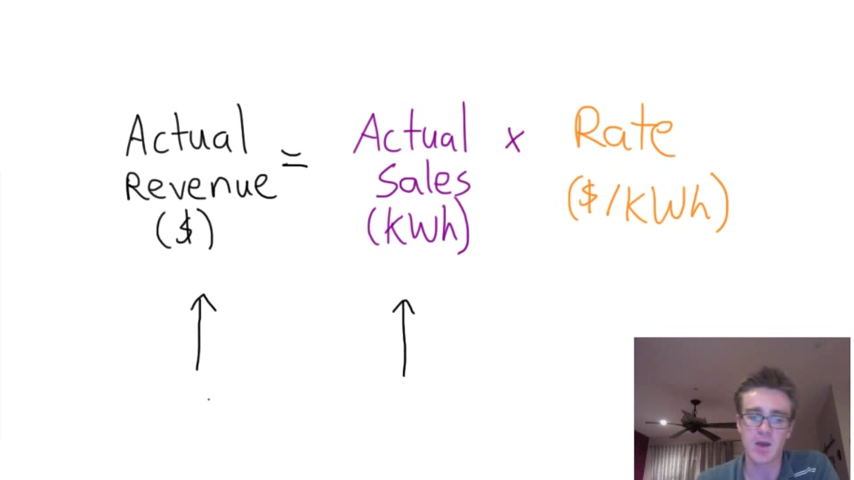 Actual = Actual x Rate
Revenue Sales ($/KWh)
($) (KWh)